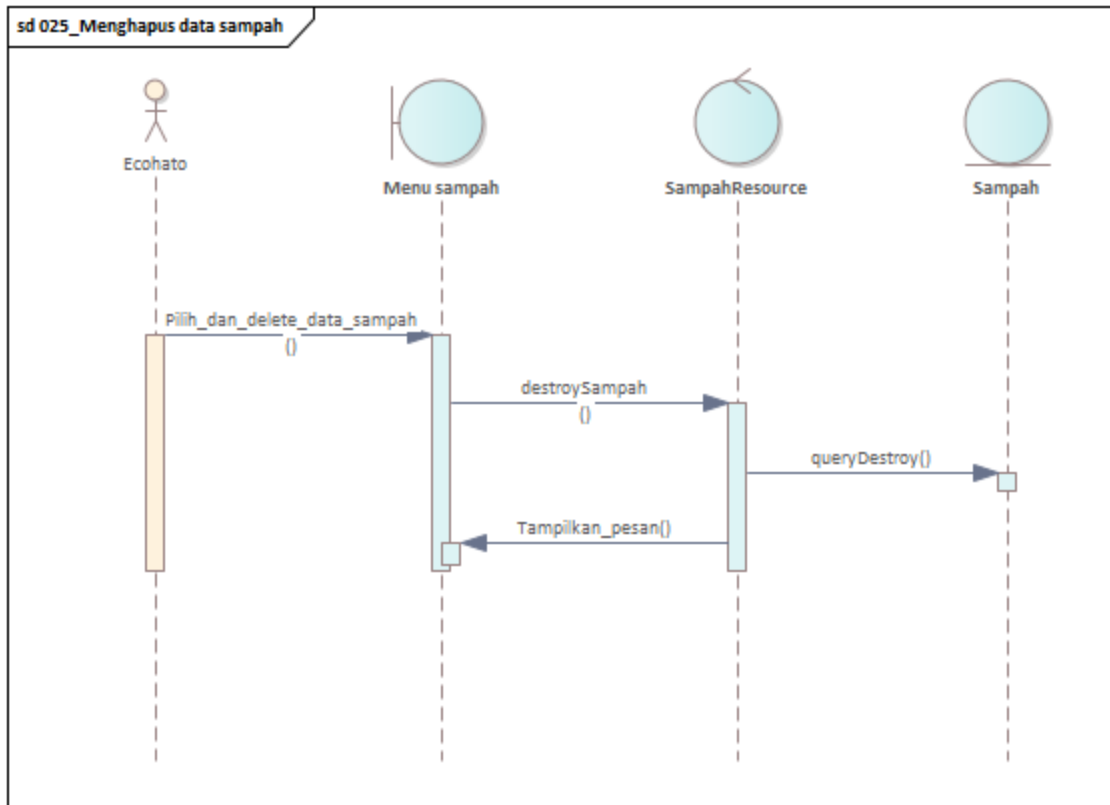 sd 025_Menghapus data sampah
Ecohato
Menu sampah
SampahResource
Sampah
Pilih_dan_delete_data_sampah
()
destroySampah
()
queryDestroy()
Tampilkan_pesan()